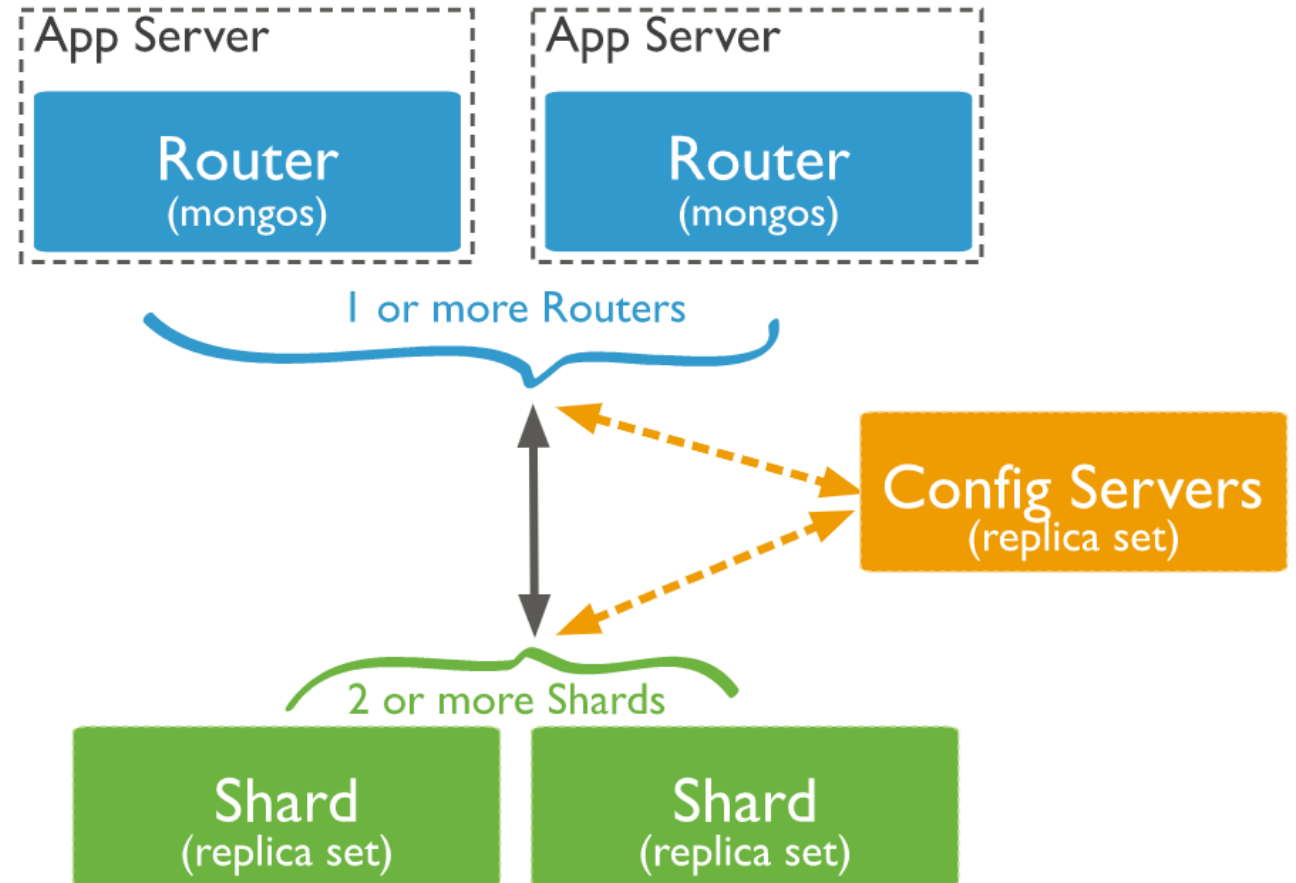 App Server
App Server
Router
(mongos)
Router
(mongos)
1 or more Routers
Config Servers
(replica set)
2 or more Shards
Shard
(replica set)
Shard
(replica set)